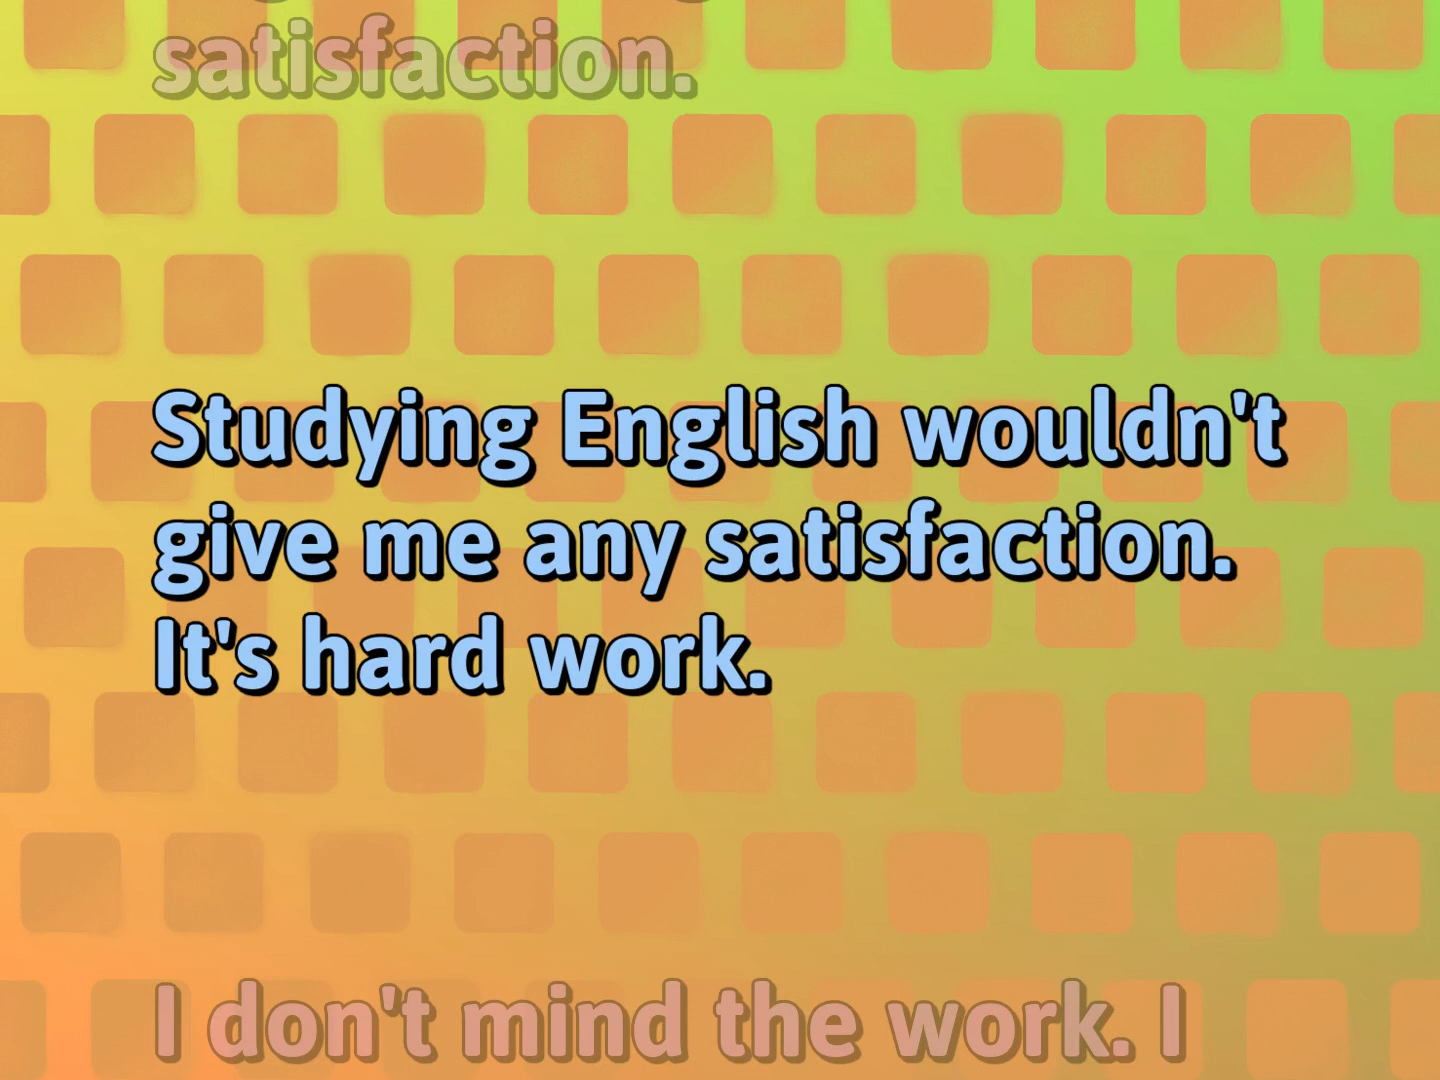 satisfaction.
Studying English wouldn't
give me any satisfaction.
It's hard work.
I don't mind the work. I